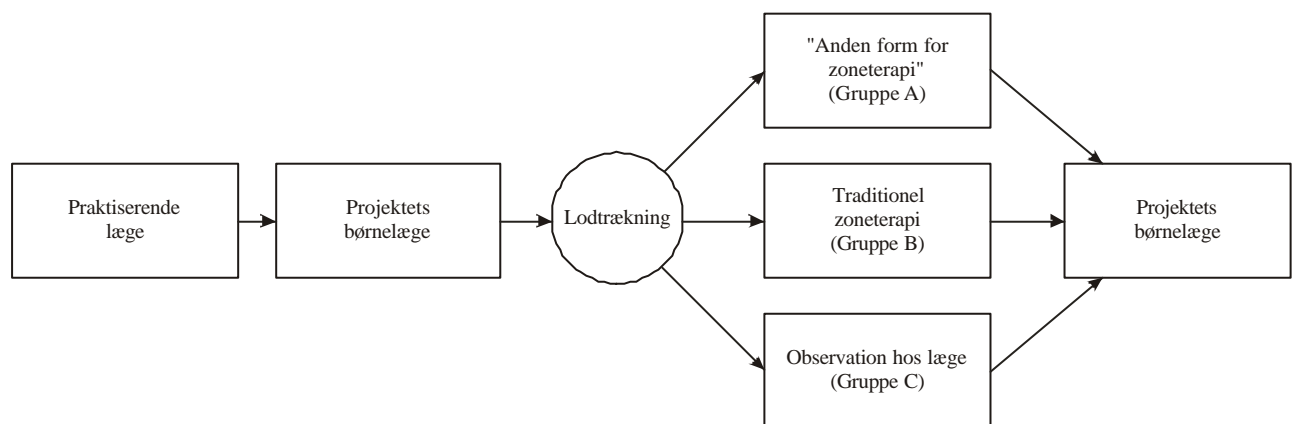 Praktiserende
læge
Projektets
børnelæge
Lodtrækning
"Anden form for
zoneterapi"
(Gruppe A)
Traditionel
zoneterapi
(Gruppe B)
Observation hos læge
(Gruppe C)
Projektets
børnelæge